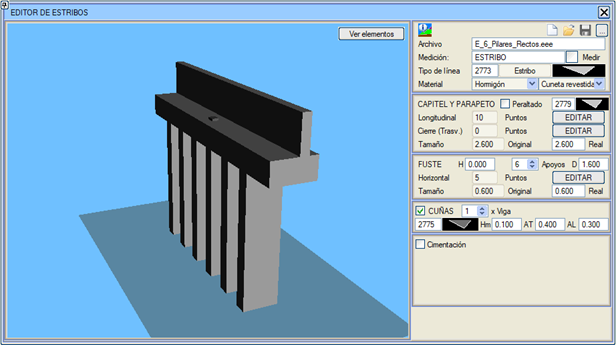 EDITOR DE ESTRIBOS
Ver elementos
...
Archivo E_6_Pilares_Rectos.eee
Medición: ESTRIBO Medir
Tipo de línea 2773 Estribo
Material Hormigón Cuneta revestida
CAPITEL Y PARAPETO Peraltado 2779
Longitudinal 10 Puntos EDITAR
Cierre (Trasv.) 0 Puntos EDITAR
Tamaño 2.600 Original 2.600 Real
FUSTE H 0.000 6 Apoyos D 1.600
Horizontal 5 Puntos EDITAR
Tamaño 0.600 Original 0.600 Real
CUÑAS 1 x Viga
2775 Hm 0.100 AT 0.400 AL 0.300
Cimentación